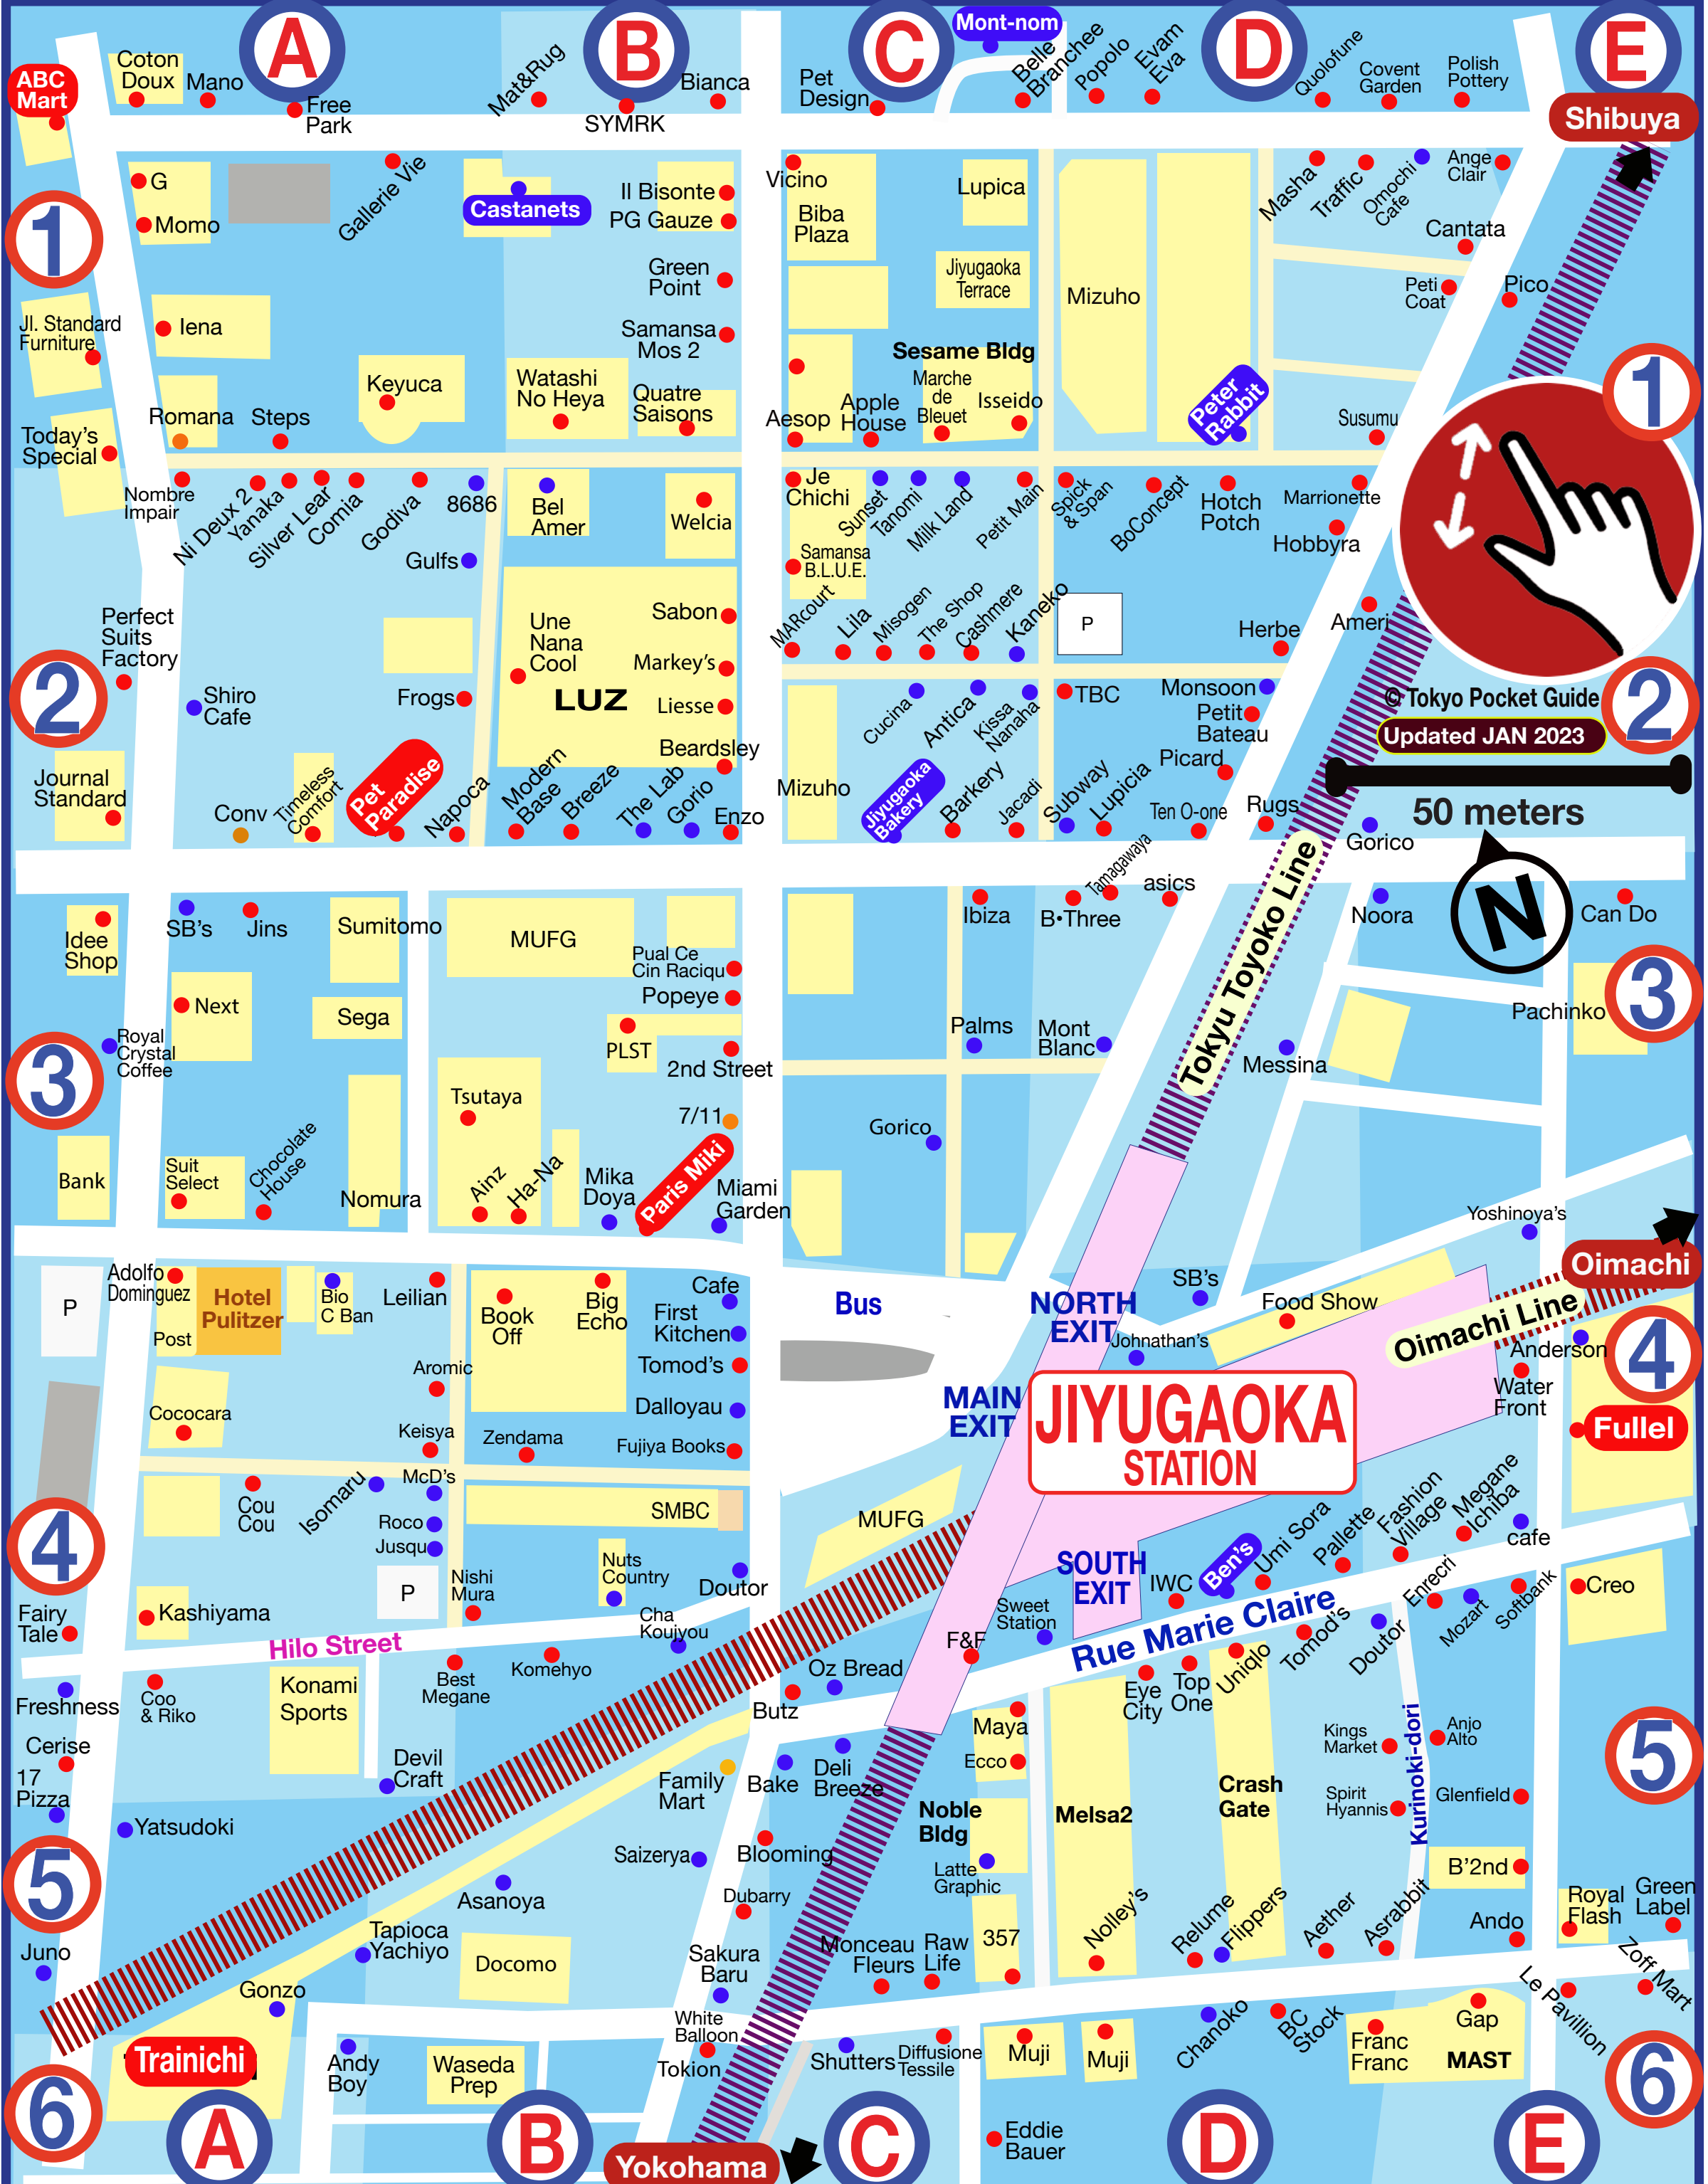 A
B
C
Mont-nom
D
E
ABC
Mart
Coton
Doux
Mano
Free
Park
Mat&Rug
SYMRK
Bianca
Pet
Design
Belle
Branchee
Popolo
Evam
Eva
Quolofune
Covent
Garden
Polish
Pottery
Shibuya
1
G
Momo
Gallerie Vie
Castanets
Il Bisonte
PG Gauze
Green
Point
Samansa
Mos 2
Vicino
Biba
Plaza
Lupica
Jiyugaoka
Terrace
Mizuho
Masha
Traffic
Omochi
Cafe
Ange
Clair
Cantata
Peti
Coat
Pico
1
Jl. Standard
Furniture
Iena
Keyuca
Watashi
No Heya
Quatre
Saisons
Sesame Bldg
Marche
de
Bleuet
Isseido
Aesop
Apple
House
Peter
Rabbit
Susumu
Today's
Special
Romana
Steps
Nombre
Impair
Ni Deux 2
Yanaka
Silver Lear
Comia
Godiva
8686
Gulfs
Bel
Amer
Welcia
Je
Chichi
Sunset
Tanomi
Milk Land
Petit Main
Spick
& Span
BoConcept
Hotch
Potch
Marrionette
Hobbyra
Samansa
B.L.U.E.
MARcourt
Lila
Misogen
The Shop
Cashmere
Kaneko
P
Herbe
Ameri
Perfect
Suits
Factory
2
Shiro
Cafe
Frogs
Une
Nana
Cool
LUZ
Sabon
Markey's
Liesse
Beardsley
Cucina
Antica
Kissa
Nanaha
TBC
Monsoon
Petit
Bateau
Picard
© Tokyo Pocket Guide
Updated JAN 2023
2
50 meters
Journal
Standard
Conv
Timeless
Comfort
Pet
Paradise
Napoca
Modern
Base
Breeze
The Lab
Gorio
Enzo
Mizuho
Jiyugaoka
Bakery
Barkery
Jacadi
Subway
Lupicia
Ten O-one
Rugs
Gorico
N
Idee
Shop
SB's
Jins
Sumitomo
MUFG
Pual Ce
Cin Raciqu
Popeye
PLST
2nd Street
Ibiza
B•Three
Tamagawaya
asics
Tokyu Toyoko Line
Noora
Can Do
3
Pachinko
Next
Sega
Royal
Crystal
Coffee
3
Palms
Mont
Blanc
Messina
Tsutaya
7/11
Gorico
Bank
Suit
Select
Chocolate
House
Nomura
Ainz
Ha-Na
Mika
Doya
Paris Miki
Miami
Garden
Yoshinoya's
Oimachi
P
Adolfo
Dominguez
Post
Hotel
Pulitzer
Bio
C Ban
Leilian
Book
Off
Big
Echo
Cafe
First
Kitchen
Tomod's
Dalloyau
Fujiya Books
Bus
NORTH
EXIT
SB's
Johnathan's
Food Show
Oimachi Line
Anderson
4
Water
Front
Fullel
MAIN
EXIT
JIYUGAOKA
STATION
Aromic
Cococara
Keisya
Zendama
Cou
Cou
Isomaru
McD's
Roco
Jusqu
SMBC
MUFG
4
P
Nishi
Mura
Nuts
Country
Doutor
Cha
Koujyou
SOUTH
EXIT
Sweet
Station
F&F
IWC
Ben's
Umi Sora
Pallette
Fashion
Village
Megane
Ichiba
cafe
Rue Marie Claire
Enrecri
Mozart
Softbank
Creo
Fairy
Tale
Kashiyama
Hilo Street
Freshness
Coo
& Riko
Konami
Sports
Best
Megane
Komehyo
Butz
Oz Bread
Maya
Ecco
Eye
City
Top
One
Uniqlo
Tomod's
Doutor
Kings
Market
Anjo
Alto
Spirit
Hyannis
Kurinoki-dori
Glenfield
5
Cerise
17
Pizza
Yatsudoki
Devil
Craft
Family
Mart
Bake
Deli
Breeze
Noble
Bldg
Melsa2
Crash
Gate
5
Saizerya
Blooming
Latte
Graphic
B'2nd
Asanoya
Dubarry
Juno
Tapioca
Yachiyo
Docomo
Sakura
Baru
Monceau
Fleurs
Raw
Life
357
Nolley's
Relume
Flippers
Aether
Asrabbit
Ando
Royal
Flash
Green
Label
Gonzo
White
Balloon
Tokion
Shutters
Diffusione
Tessile
Muji
Muji
Chanoko
BC
Stock
Franc
Franc
Gap
MAST
Le Pavillion
Zoff Mart
Trainichi
Andy
Boy
Waseda
Prep
6
6
A
B
C
D
E
Eddie
Bauer
Yokohama